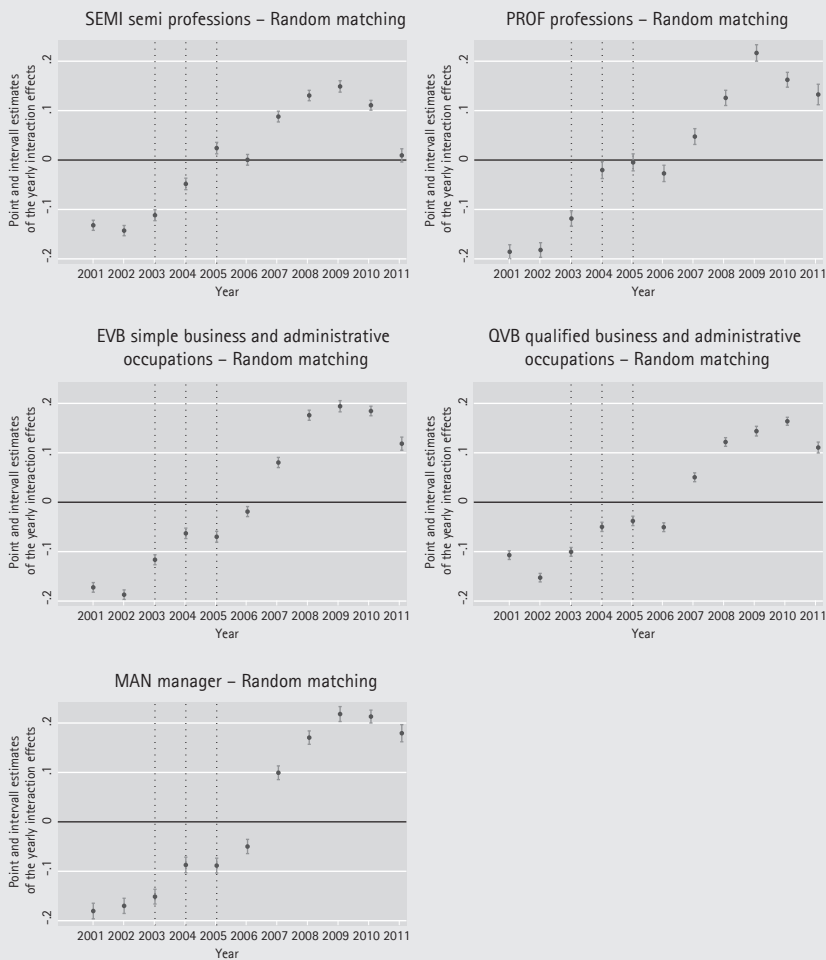 SEMI semi professions – Random matching
Point and intervall estimates
of the yearly interaction effects
.2
.1
0
-.1
-.2
2001 2002 2003 2004 2005 2006 2007 2008 2009 2010 2011
Year
PROF professions – Random matching
Point and intervall estimates
of the yearly interaction effects
.2
.1
0
-.1
-.2
2001 2002 2003 2004 2005 2006 2007 2008 2009 2010 2011
Year
EVB simple business and administrative
occupations – Random matching
Point and intervall estimates
of the yearly interaction effects
.2
.1
0
-.1
-.2
2001 2002 2003 2004 2005 2006 2007 2008 2009 2010 2011
Year
QVB qualified business and administrative
occupations – Random matching
Point and intervall estimates
of the yearly interaction effects
.2
.1
0
-.1
-.2
2001 2002 2003 2004 2005 2006 2007 2008 2009 2010 2011
Year
MAN manager – Random matching
Point and intervall estimates
of the yearly interaction effects
.2
.1
0
-.1
-.2
2001 2002 2003 2004 2005 2006 2007 2008 2009 2010 2011
Year